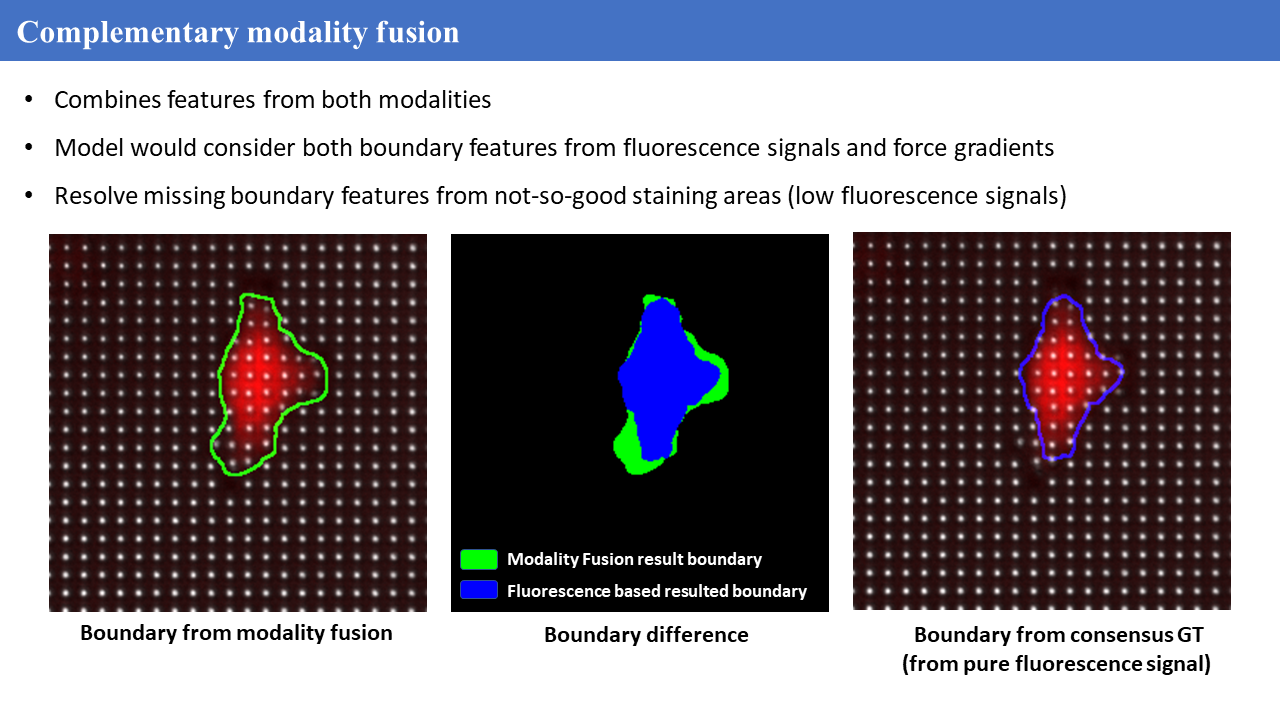 Complementary modality fusion
• Combines features from both modalities
• Model would consider both boundary features from fluorescence signals and force gradients
• Resolve missing boundary features from not-so-good staining areas (low fluorescence signals)
Modality Fusion result boundary
Fluorescence based resulted boundary
Boundary from modality fusion
Boundary difference
Boundary from consensus GT
(from pure fluorescence signal)